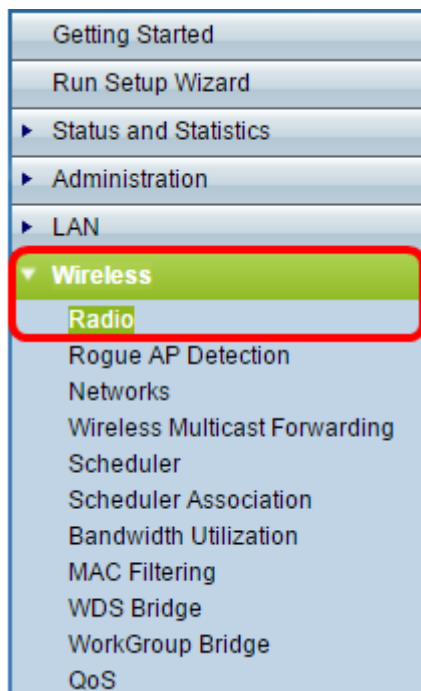 Getting Started
Run Setup Wizard
Status and Statistics
Administration
LAN
Wireless
Radio
Rogue AP Detection
Networks
Wireless Multicast Forwarding
Scheduler
Scheduler Association
Bandwidth Utilization
MAC Filtering
WDS Bridge
WorkGroup Bridge
QoS